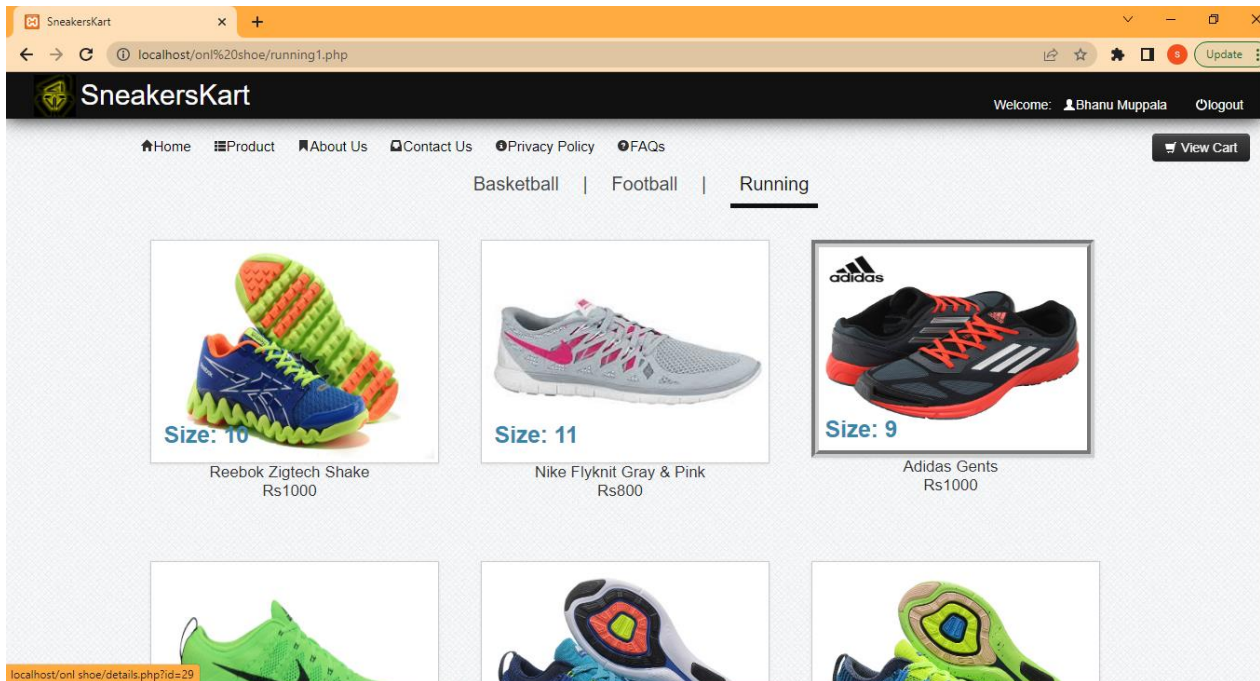 SneakersKart
localhost/onl%20shoe/running1.php
S
Update
SneakersKart
Welcome: Bhanu Muppala logout
Home Product About Us Contact Us Privacy Policy FAQs
View Cart
Basketball | Football | Running
adidas
Size: 10
Size: 11
Size: 9
Reebok Zigtech Shake
Rs1000
Nike Flyknit Gray & Pink
Rs800
Adidas Gents
Rs1000
localhost/onl shoe/details.php?id=29